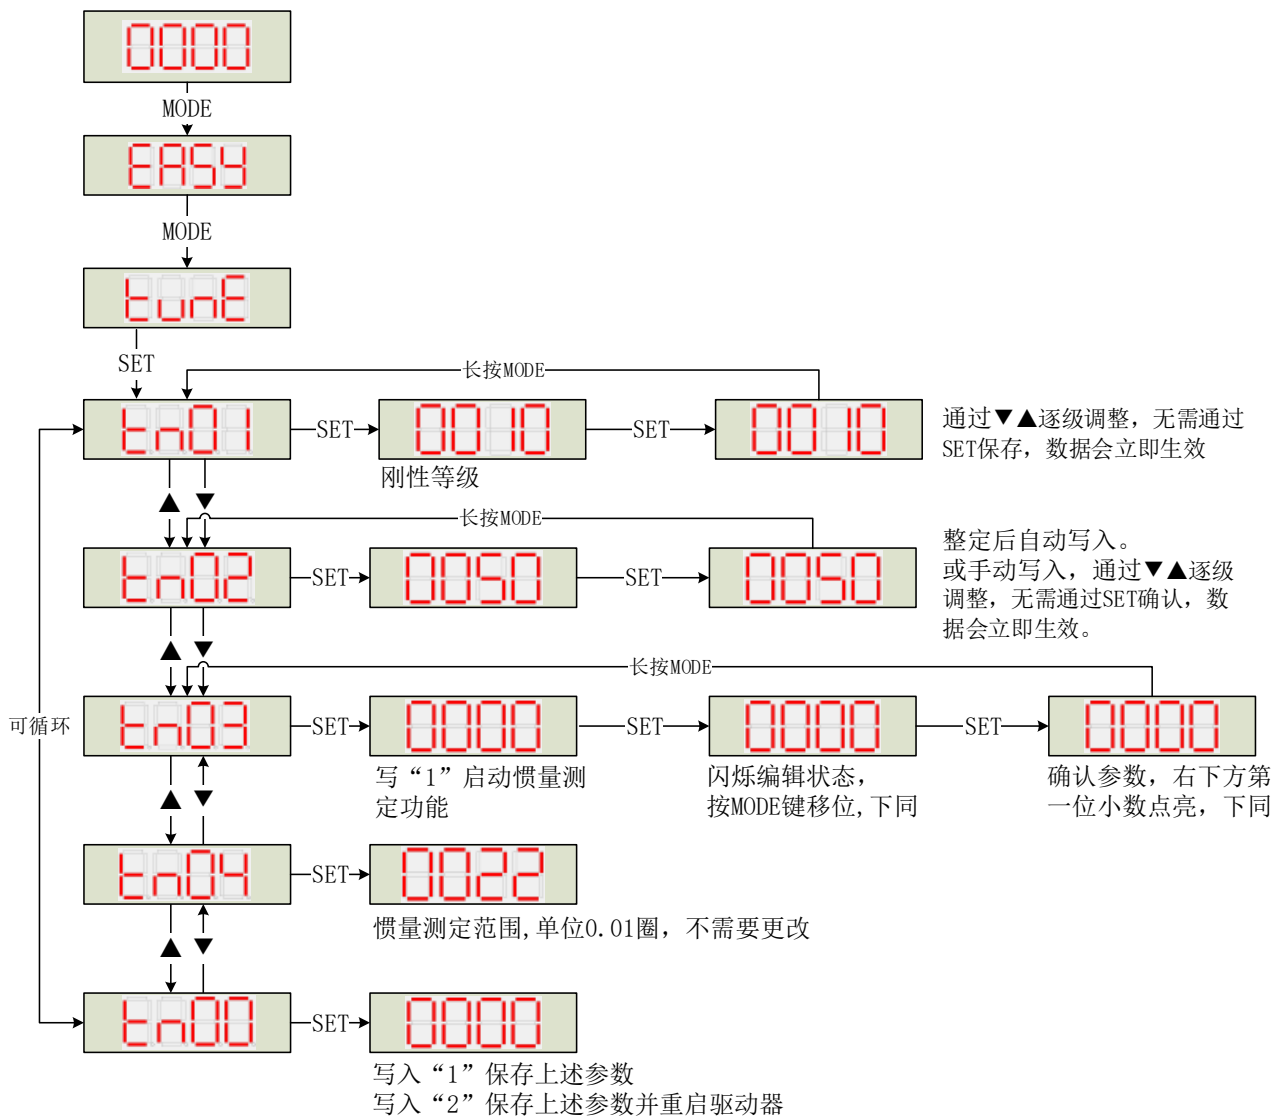 0000
MODE
EASY
MODE
tunE
SET
长按MODE
tn01
SET
0010
SET
0010
刚性等级
通过▼▲逐级调整，无需通过
SET保存，数据会立即生效
▲ ▼
长按MODE
tn02
SET
0050
SET
0050
整定后自动写入。
或手动写入，通过▼▲逐级
调整，无需通过SET确认，数
据会立即生效。
▲ ▼
长按MODE
可循环
tn03
SET
0000
SET
0000
SET
0000
写“1”启动惯量测
定功能
闪烁编辑状态，
按MODE键移位,下同
确认参数，右下方第
一位小数点亮，下同
▲ ▼
tn04
SET
0022
惯量测定范围,单位0.01圈，不需要更改
▲ ▼
tn00
SET
0000
写入“1”保存上述参数
写入“2”保存上述参数并重启驱动器